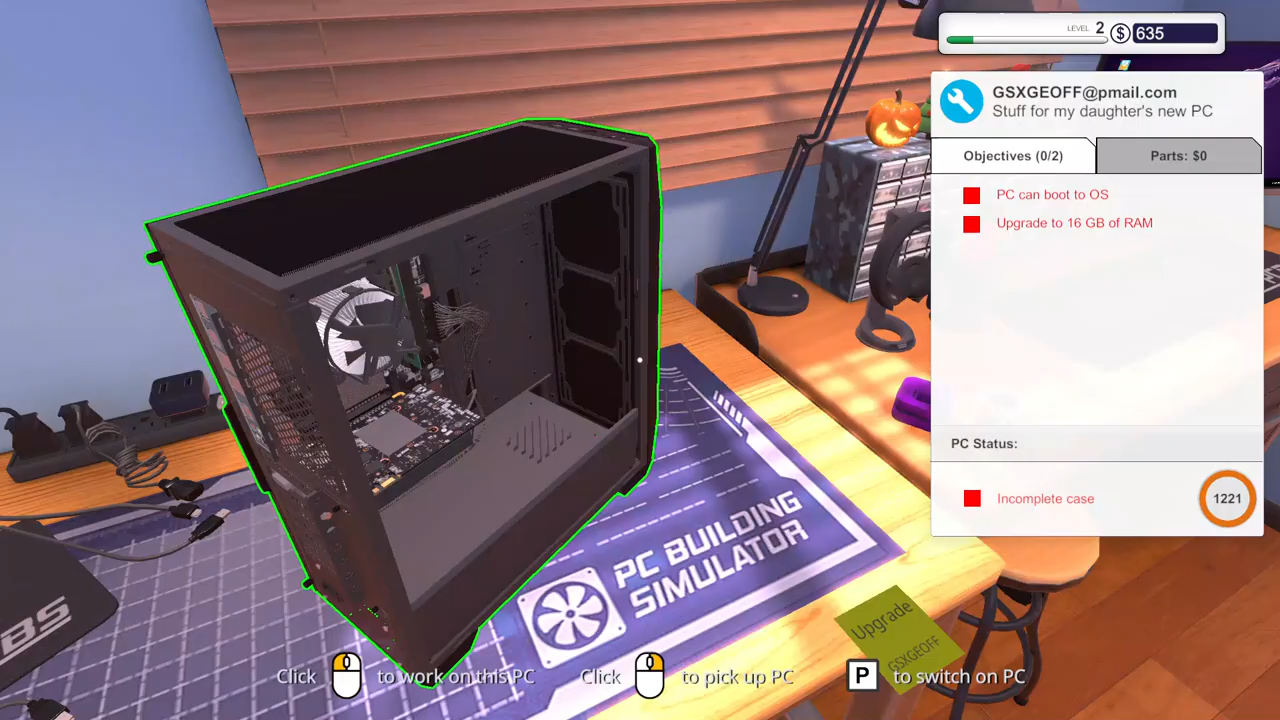 LEVEL 2 $ 635
GSXGEOFF@pmail.com
Stuff for my daughter's new PC
Objectives (0/2)
Parts: $0
PC can boot to OS
Upgrade to 16 GB of RAM
PC Status:
Incomplete case
1221
PC BUILDING
SIMULATOR
BS
Upgrade
GSXGEOFF
Click to work on this PC
Click to pick up PC
P to switch on PC